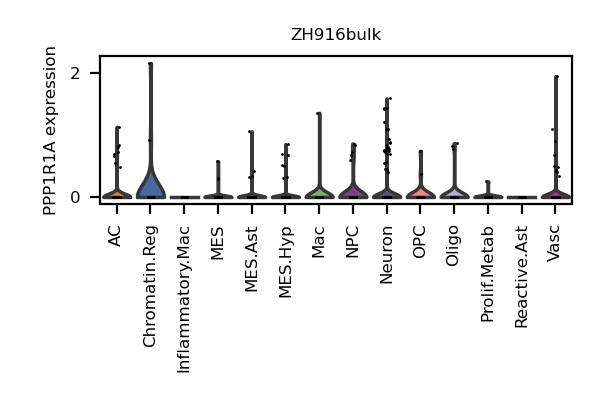 ZH916bulk
PPP1R1A expression
2
0
AC
Chromatin.Reg
Inflammatory.Mac
MES
MES.Ast
MES.Hyp
Mac
NPC
Neuron
OPC
Oligo
Prolif.Metab
Reactive.Ast
Vasc